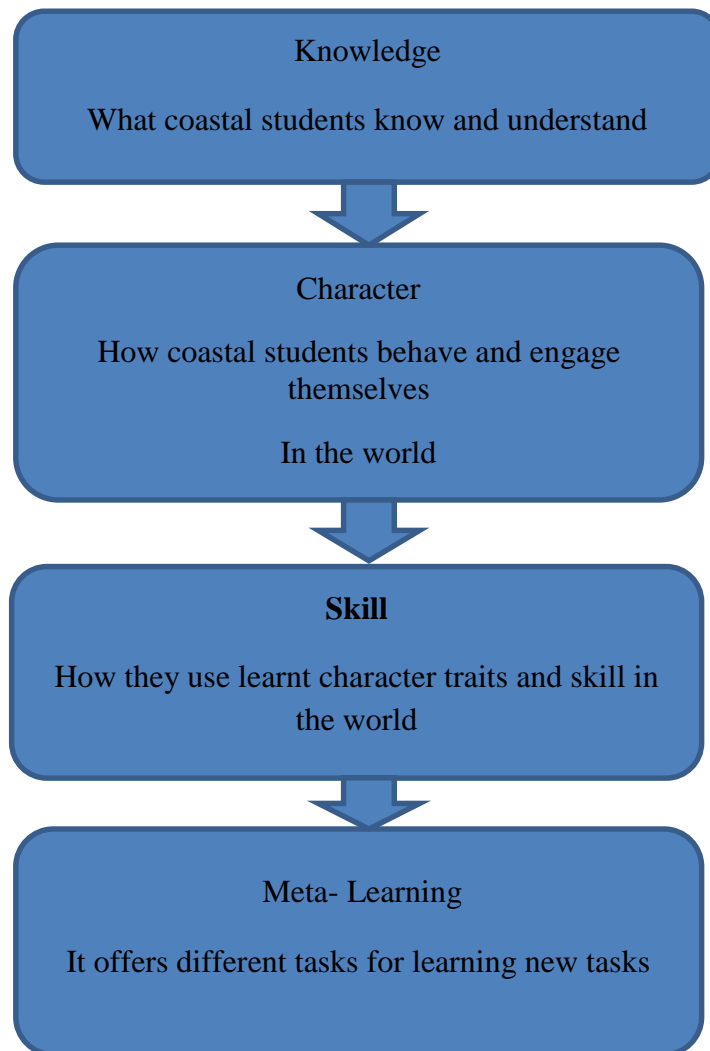 Knowledge
What coastal students know and understand
Character
How coastal students behave and engage
themselves
In the world
Skill
How they use learnt character traits and skill in
the world
Meta- Learning
It offers different tasks for learning new tasks